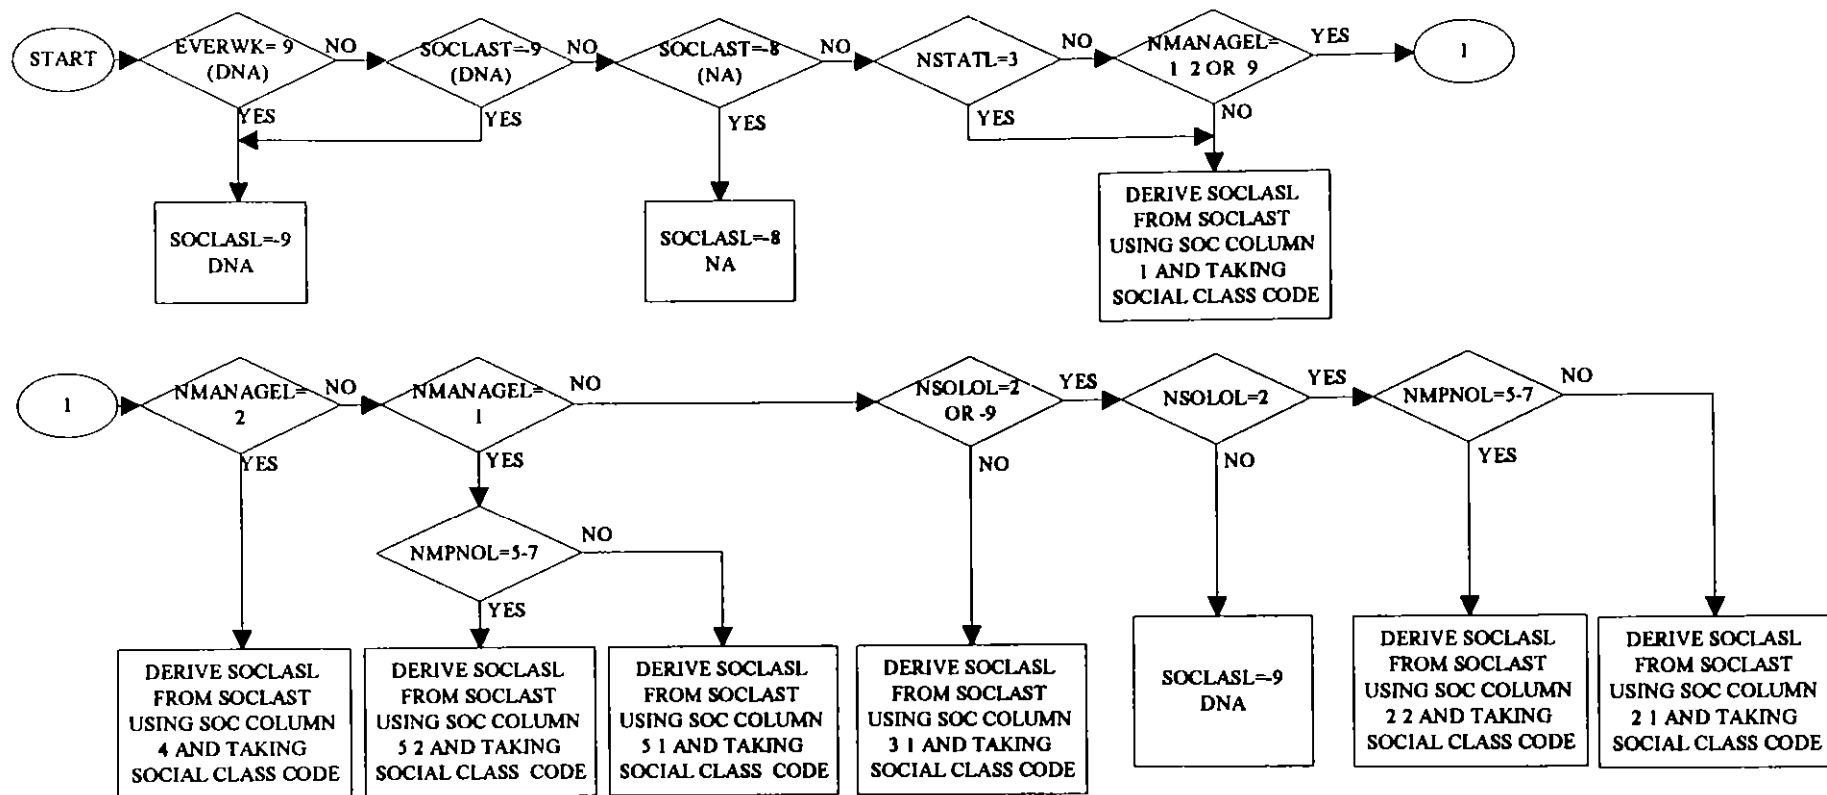 START
EVERWK= 9
(DNA)
NO
YES
SOCLAST=-9
(DNA)
NO
YES
SOCLAST=-8
(NA)
NO
YES
NSTATL=3
NO
YES
NMANAGEL=
1 2 OR 9
YES
NO
1
SOCLASL=-9
DNA
SOCLASL=-8
NA
DERIVE SOCLASL
FROM SOCLAST
USING SOC COLUMN
1 AND TAKING
SOCIAL CLASS CODE
1
NMANAGEL=
2
NO
YES
NMANAGEL=
1
NO
YES
NSOLOL=2
OR -9
YES
NO
NSOLOL=2
YES
NO
NMPNOL=5-7
NO
YES
NMPNOL=5-7
NO
YES
DERIVE SOCLASL
FROM SOCLAST
USING SOC COLUMN
4 AND TAKING
SOCIAL CLASS CODE
DERIVE SOCLASL
FROM SOCLAST
USING SOC COLUMN
5 2 AND TAKING
SOCIAL CLASS CODE
DERIVE SOCLASL
FROM SOCLAST
USING SOC COLUMN
5 1 AND TAKING
SOCIAL CLASS CODE
DERIVE SOCLASL
FROM SOCLAST
USING SOC COLUMN
3 1 AND TAKING
SOCIAL CLASS CODE
SOCLASL=-9
DNA
DERIVE SOCLASL
FROM SOCLAST
USING SOC COLUMN
2 2 AND TAKING
SOCIAL CLASS CODE
DERIVE SOCLASL
FROM SOCLAST
USING SOC COLUMN
2 1 AND TAKING
SOCIAL CLASS CODE